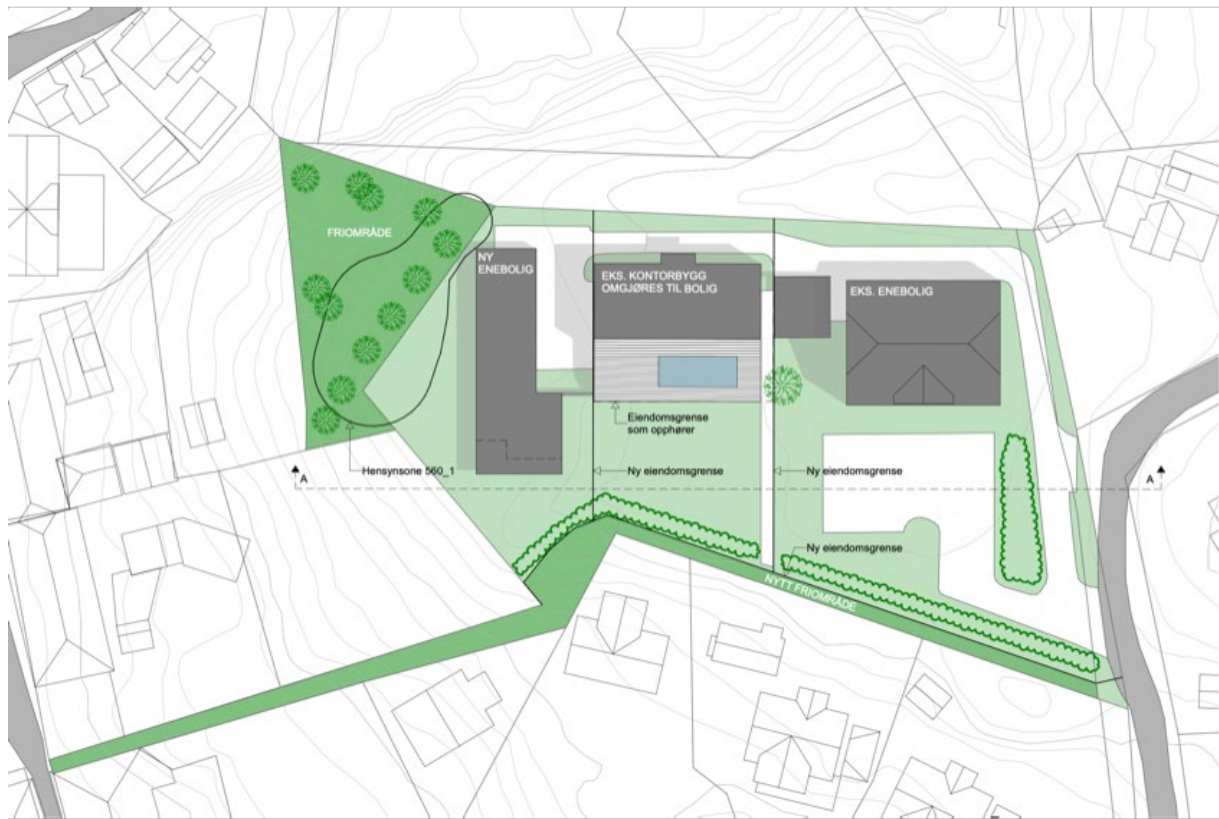 FRIOMRÅDE
NY
ENEBOLIG
EKS. KONTORBYGG
OMGJØRES TIL BOLIG
EKS. ENEBOLIG
Eiendomsgrense
som opphører
Hensynsone 560_1
Ny eiendomsgrense
Ny eiendomsgrense
A
A
Ny eiendomsgrense
NYTT FRIOMRÅDE